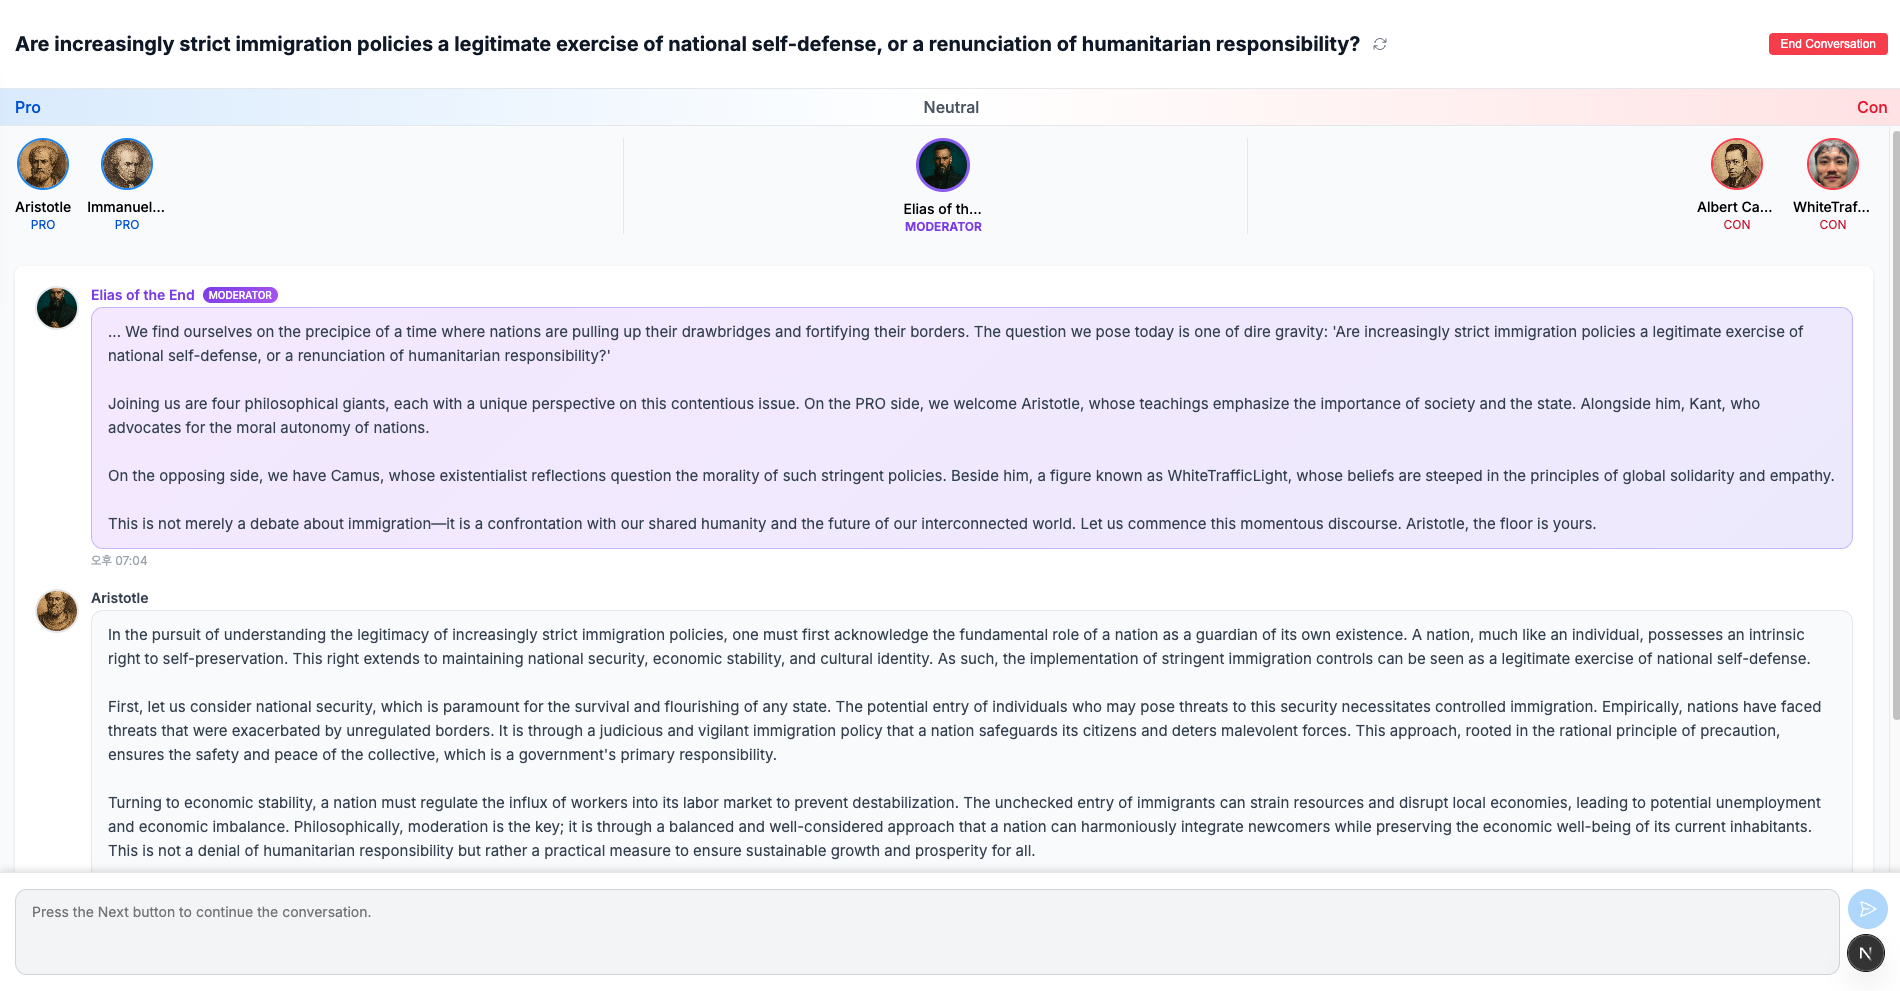 Are increasingly strict immigration policies a legitimate exercise of national self-defense, or a renunciation of humanitarian responsibility?
End Conversation
Pro
Neutral
Con
Aristotle
PRO
Immanuel...
PRO
Elias of th...
MODERATOR
Albert Ca...
CON
WhiteTraf...
CON
Elias of the End MODERATOR
... We find ourselves on the precipice of a time where nations are pulling up their drawbridges and fortifying their borders. The question we pose today is one of dire gravity: 'Are increasingly strict immigration policies a legitimate exercise of
national self-defense, or a renunciation of humanitarian responsibility?'
Joining us are four philosophical giants, each with a unique perspective on this contentious issue. On the PRO side, we welcome Aristotle, whose teachings emphasize the importance of society and the state. Alongside him, Kant, who
advocates for the moral autonomy of nations.
On the opposing side, we have Camus, whose existentialist reflections question the morality of such stringent policies. Beside him, a figure known as WhiteTrafficLight, whose beliefs are steeped in the principles of global solidarity and empathy.
This is not merely a debate about immigration—it is a confrontation with our shared humanity and the future of our interconnected world. Let us commence this momentous discourse. Aristotle, the floor is yours.
오후 07:04
Aristotle
In the pursuit of understanding the legitimacy of increasingly strict immigration policies, one must first acknowledge the fundamental role of a nation as a guardian of its own existence. A nation, much like an individual, possesses an intrinsic
right to self-preservation. This right extends to maintaining national security, economic stability, and cultural identity. As such, the implementation of stringent immigration controls can be seen as a legitimate exercise of national self-defense.
First, let us consider national security, which is paramount for the survival and flourishing of any state. The potential entry of individuals who may pose threats to this security necessitates controlled immigration. Empirically, nations have faced
threats that were exacerbated by unregulated borders. It is through a judicious and vigilant immigration policy that a nation safeguards its citizens and deters malevolent forces. This approach, rooted in the rational principle of precaution,
ensures the safety and peace of the collective, which is a government's primary responsibility.
Turning to economic stability, a nation must regulate the influx of workers into its labor market to prevent destabilization. The unchecked entry of immigrants can strain resources and disrupt local economies, leading to potential unemployment
and economic imbalance. Philosophically, moderation is the key; it is through a balanced and well-considered approach that a nation can harmoniously integrate newcomers while preserving the economic well-being of its current inhabitants.
This is not a denial of humanitarian responsibility but rather a practical measure to ensure sustainable growth and prosperity for all.
Press the Next button to continue the conversation.
N